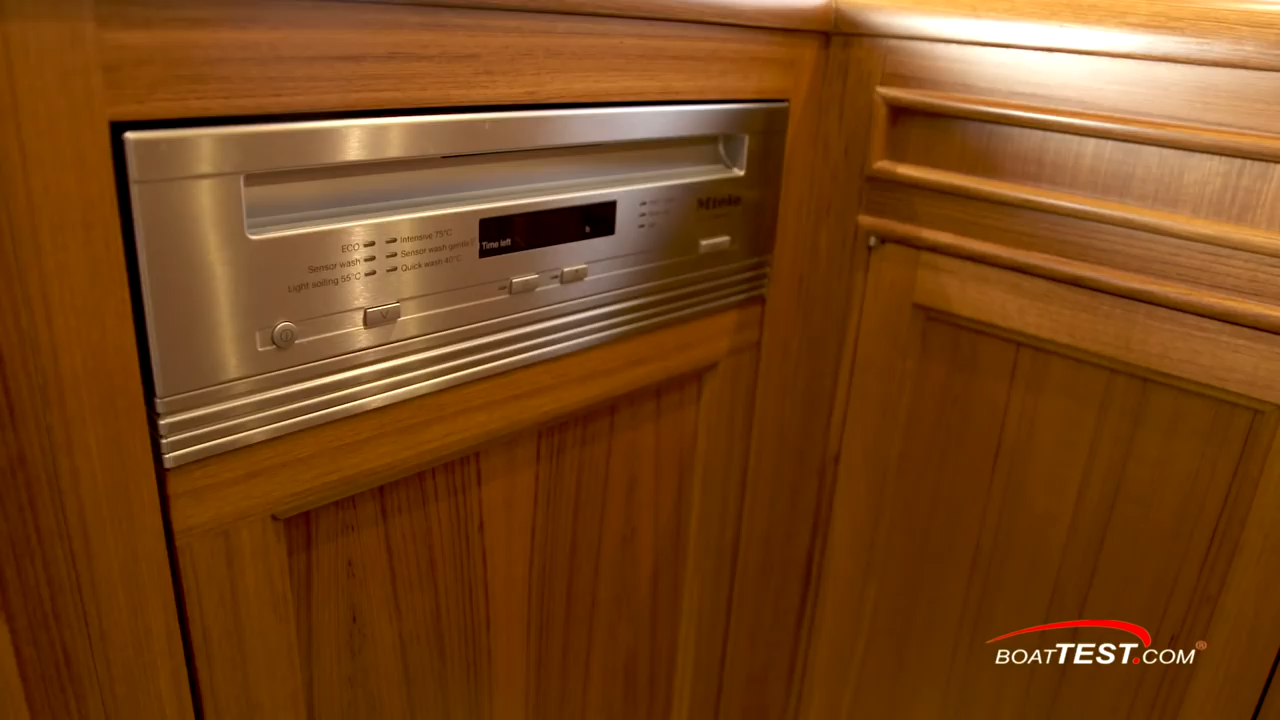 Miele
ECO
Intensive 75°C
Sensor wash
Sensor wash gentle
Time left
Light soiling 55°C
Quick wash 40°C
BOATTEST.COM®